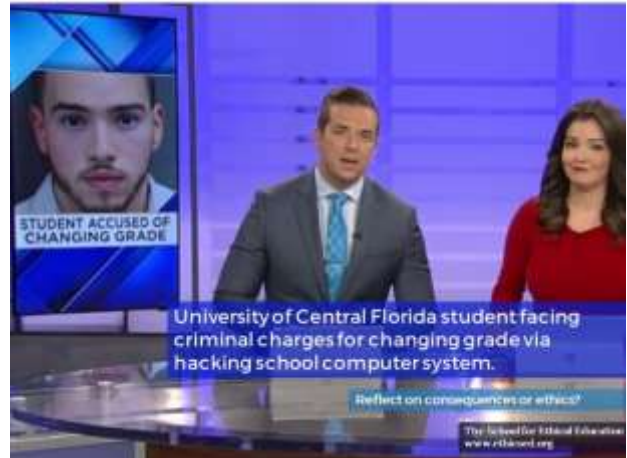 STUDENT ACCUSED OF
CHANGING GRADE
University of Central Florida student facing
criminal charges for changing grade via
hacking school computer system.
Reflect on consequences or ethics?
The School for Ethical Education
www.ethicsed.org